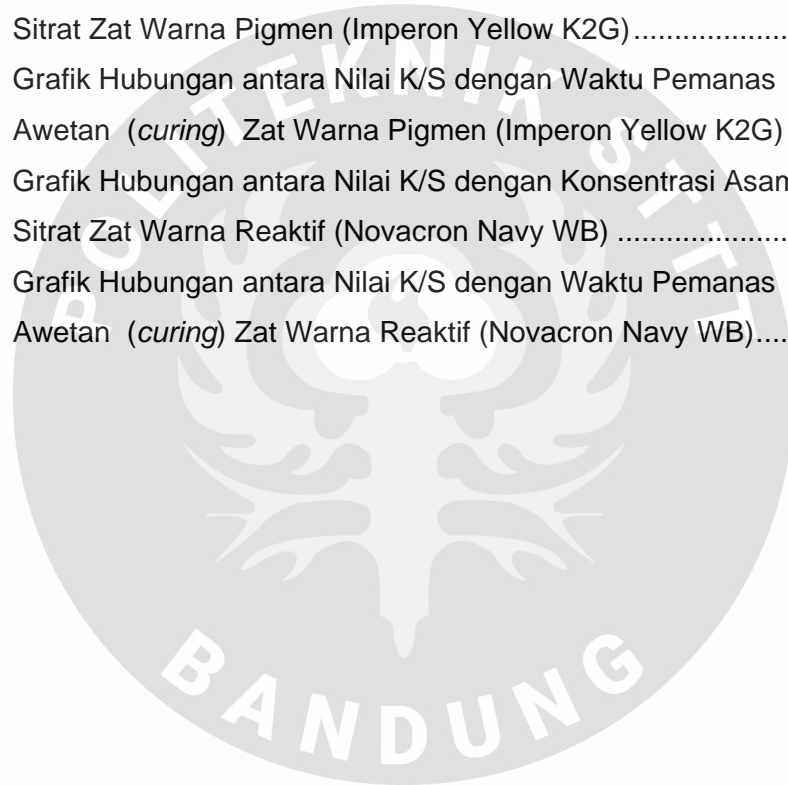 Sitrat Zat Warna Pigmen (Imperon Yellow K2G)...................
Grafik Hubungan antara Nilai K/S dengan Waktu Pemanas
Awetan (curing) Zat Warna Pigmen (Imperon Yellow K2G)
Grafik Hubungan antara Nilai K/S dengan Konsentrasi Asam
Sitrat Zat Warna Reaktif (Novacron Navy WB) .....................
Grafik Hubungan antara Nilai K/S dengan Waktu Pemanas
Awetan (curing) Zat Warna Reaktif (Novacron Navy WB)....
POLITEKNIK STTT
BANDUNG